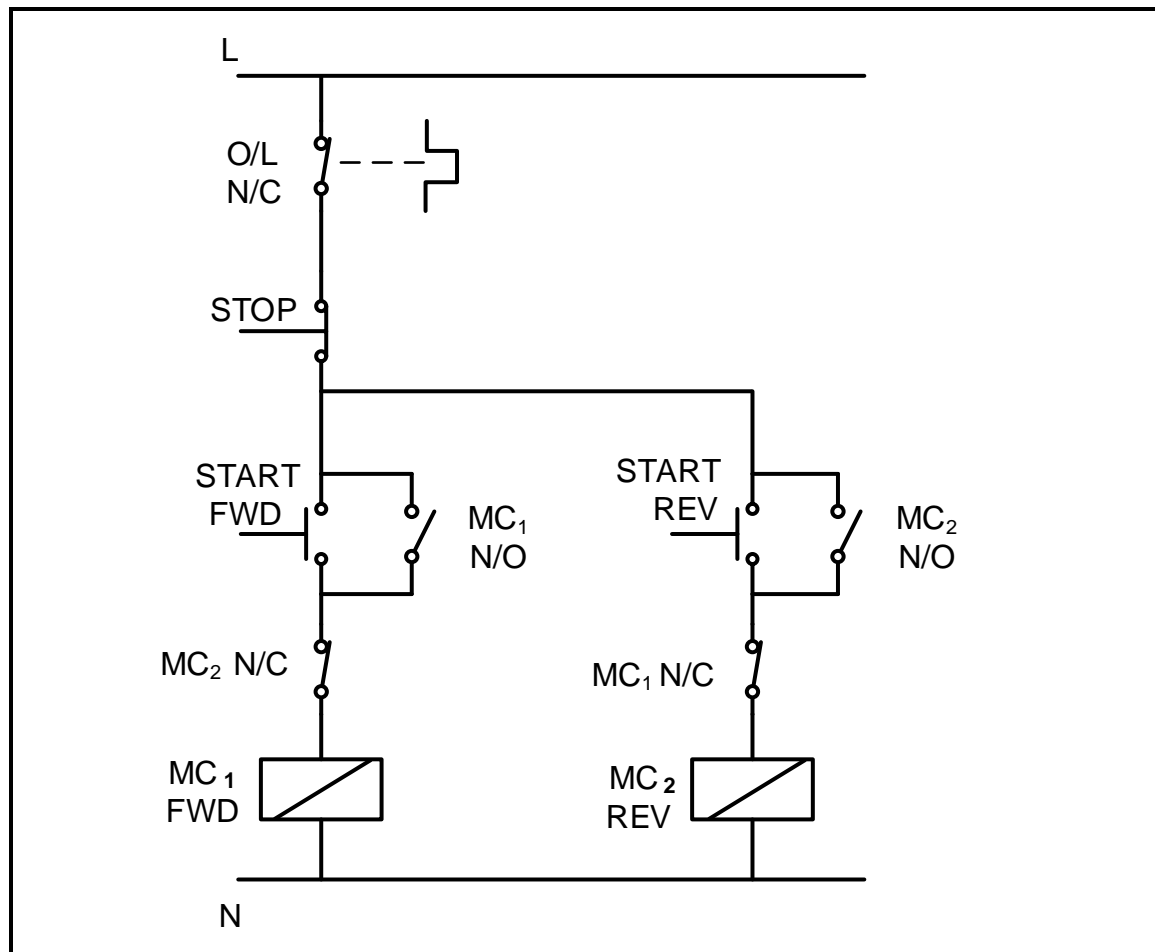 L
O/L
N/C
STOP
START
FWD
MC₁
N/O
START
REV
MC₂
N/O
MC₂ N/C
MC₁ N/C
MC₁
FWD
MC₂
REV
N